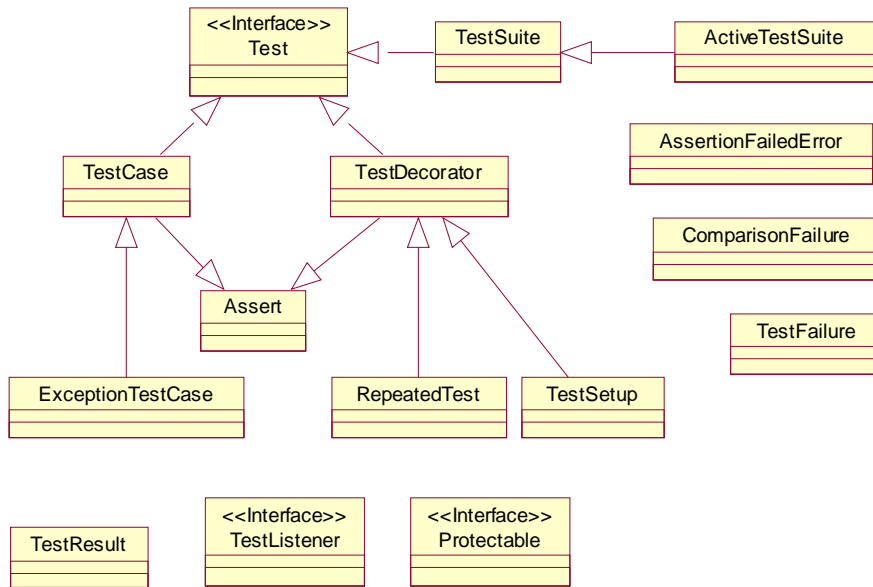 <<Interface>>
Test
TestSuite
ActiveTestSuite
AssertionFailedError
TestCase
TestDecorator
ComparisonFailure
Assert
TestFailure
ExceptionTestCase
RepeatedTest
TestSetup
TestResult
<<Interface>>
TestListener
<<Interface>>
Protectable